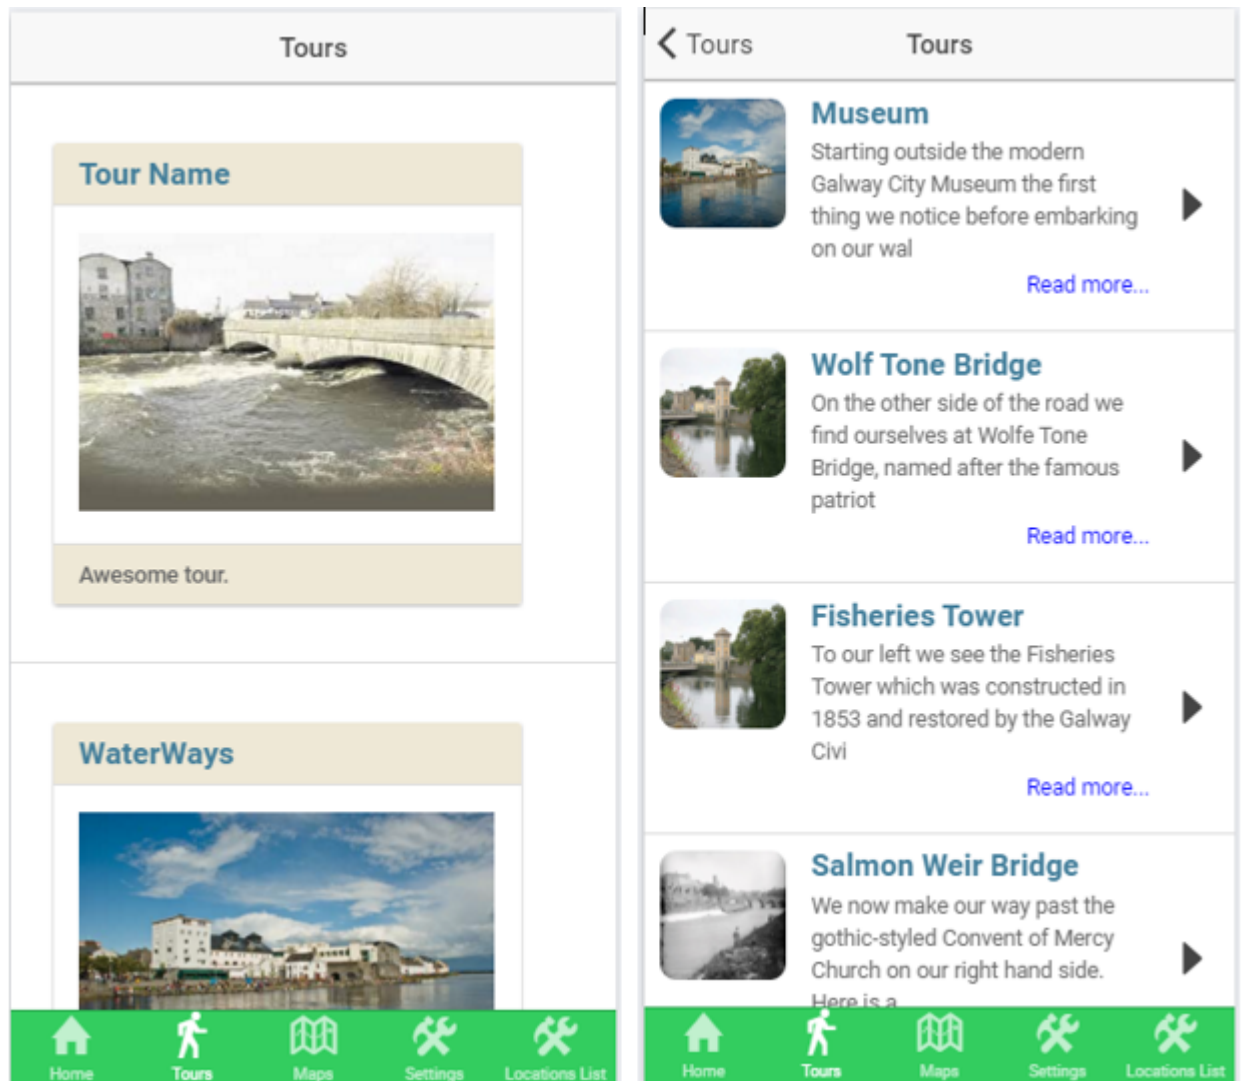 Tours
Tour Name
Awesome tour.
WaterWays
Home
Tours
Maps
Settings
Locations List
Tours
Tours
Museum
Starting outside the modern
Galway City Museum the first
thing we notice before embarking
on our wal
Read more...
Wolf Tone Bridge
On the other side of the road we
find ourselves at Wolfe Tone
Bridge, named after the famous
patriot
Read more...
Fisheries Tower
To our left we see the Fisheries
Tower which was constructed in
1853 and restored by the Galway
Civi
Read more...
Salmon Weir Bridge
We now make our way past the
gothic-styled Convent of Mercy
Church on our right hand side.
Here is a
Home
Tours
Maps
Settings
Locations List